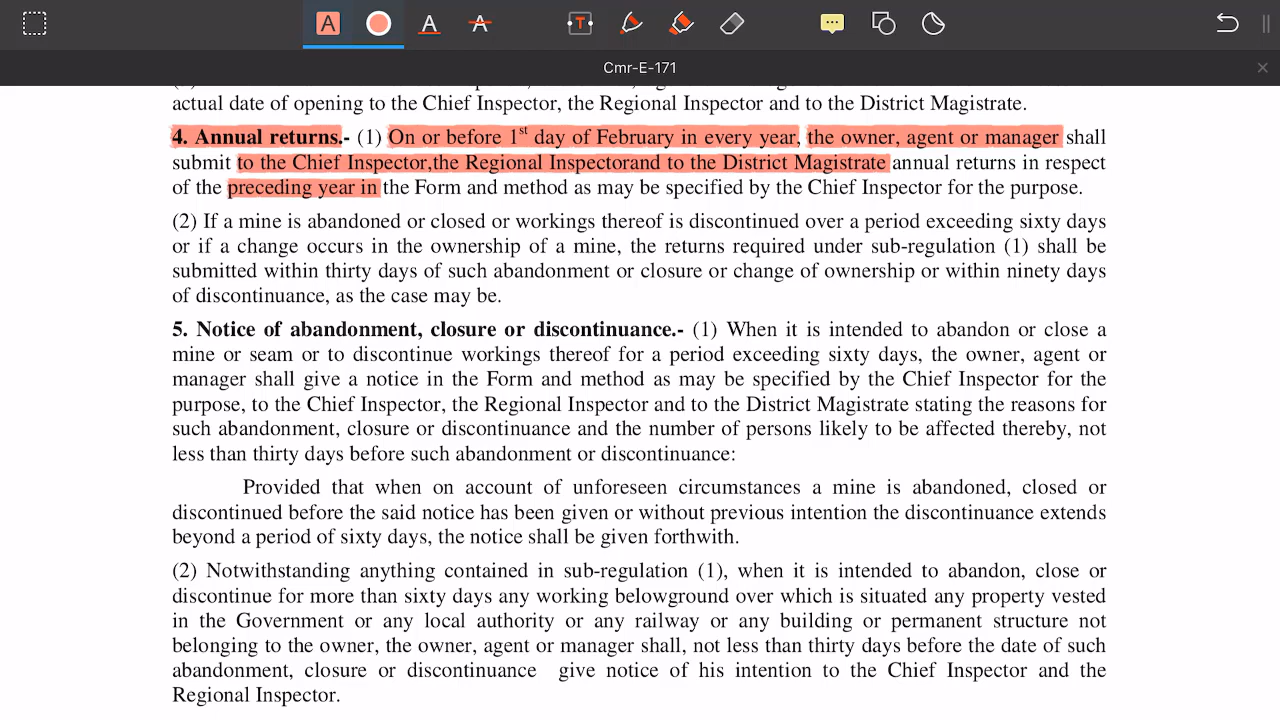 Cmr-E-171
actual date of opening to the Chief Inspector, the Regional Inspector and to the District Magistrate.
4. Annual returns.- (1) On or before 1st day of February in every year, the owner, agent or manager shall
submit to the Chief Inspector,the Regional Inspectorand to the District Magistrate annual returns in respect
of the preceding year in the Form and method as may be specified by the Chief Inspector for the purpose.
(2) If a mine is abandoned or closed or workings thereof is discontinued over a period exceeding sixty days
or if a change occurs in the ownership of a mine, the returns required under sub-regulation (1) shall be
submitted within thirty days of such abandonment or closure or change of ownership or within ninety days
of discontinuance, as the case may be.
5. Notice of abandonment, closure or discontinuance.- (1) When it is intended to abandon or close a
mine or seam or to discontinue workings thereof for a period exceeding sixty days, the owner, agent or
manager shall give a notice in the Form and method as may be specified by the Chief Inspector for the
purpose, to the Chief Inspector, the Regional Inspector and to the District Magistrate stating the reasons for
such abandonment, closure or discontinuance and the number of persons likely to be affected thereby, not
less than thirty days before such abandonment or discontinuance:
Provided that when on account of unforeseen circumstances a mine is abandoned, closed or
discontinued before the said notice has been given or without previous intention the discontinuance extends
beyond a period of sixty days, the notice shall be given forthwith.
(2) Notwithstanding anything contained in sub-regulation (1), when it is intended to abandon, close or
discontinue for more than sixty days any working belowground over which is situated any property vested
in the Government or any local authority or any railway or any building or permanent structure not
belonging to the owner, the owner, agent or manager shall, not less than thirty days before the date of such
abandonment, closure or discontinuance give notice of his intention to the Chief Inspector and the
Regional Inspector.